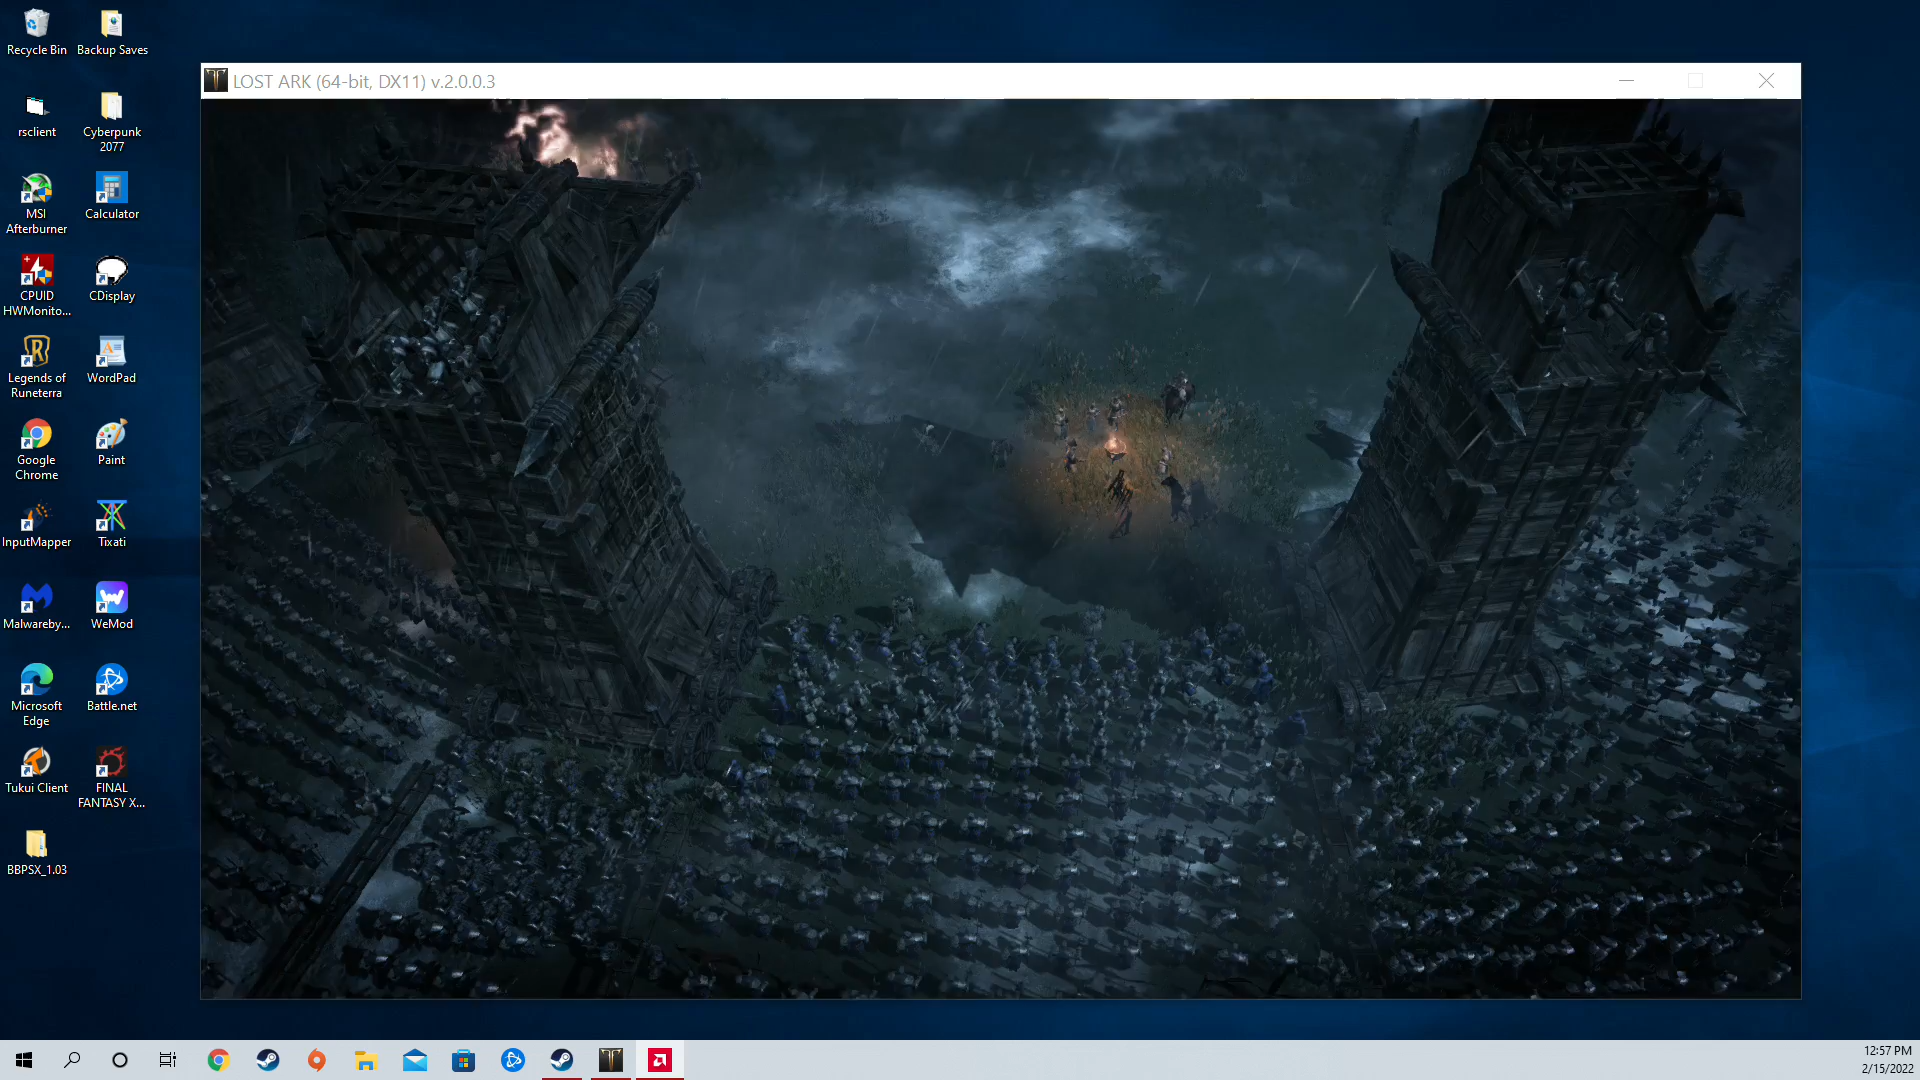 LOST ARK (64-bit, DX11) v.2.0.0.3
Recycle Bin
Backup Saves
rsclient
Cyberpunk
2077
MSI
Afterburner
Calculator
CPUID
HWMonito...
CDisplay
Legends of
Runeterra
WordPad
Google
Chrome
Paint
InputMapper
Tixati
Malwareby...
WeMod
Microsoft
Edge
Battle.net
Tukui Client
FINAL
FANTASY X...
BBPSX_1.03
12:57 PM
2/15/2022